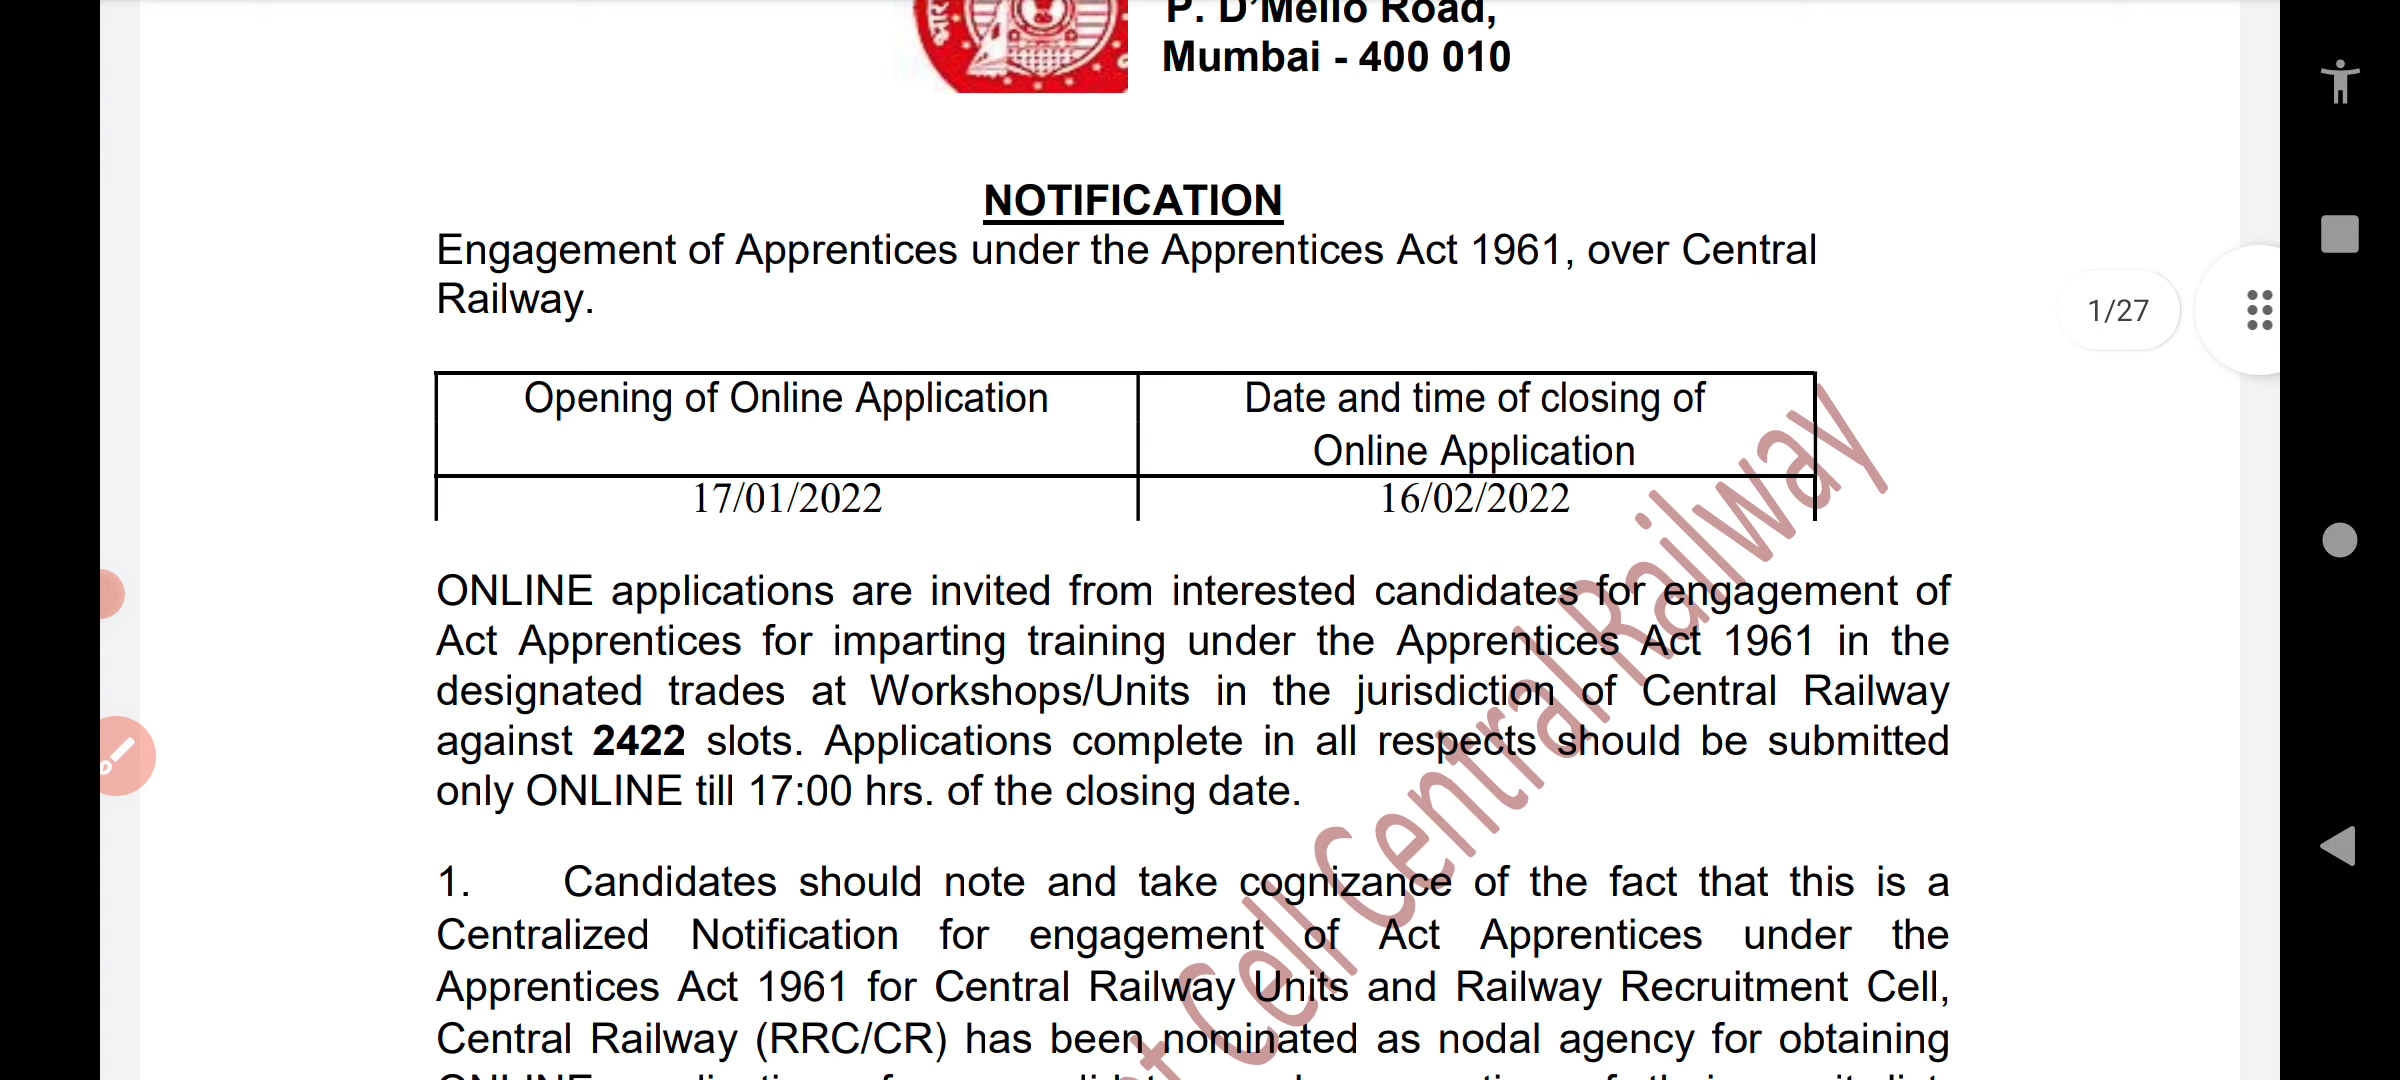 P. D'Mello Road,
Mumbai - 400 010
NOTIFICATION
Engagement of Apprentices under the Apprentices Act 1961, over Central
Railway.
1/27
Opening of Online Application
Date and time of closing of
Online Application
17/01/2022
16/02/2022
ONLINE applications are invited from interested candidates for engagement of
Act Apprentices for imparting training under the Apprentices Act 1961 in the
designated trades at Workshops/Units in the jurisdiction of Central Railway
against 2422 slots. Applications complete in all respects should be submitted
only ONLINE till 17:00 hrs. of the closing date.
1. Candidates should note and take cognizance of the fact that this is a
Centralized Notification for engagement of Act Apprentices under the
Apprentices Act 1961 for Central Railway Units and Railway Recruitment Cell,
Central Railway (RRC/CR) has been nominated as nodal agency for obtaining
Cell Central Railway